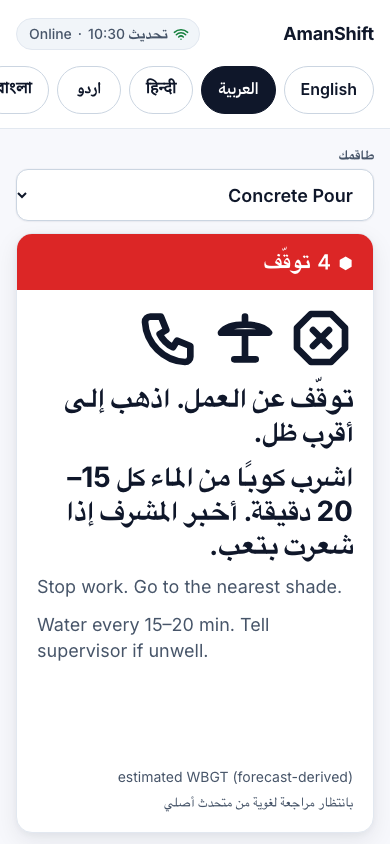 AmanShift
Online · تحديث 10:30
English
العربية
हिन्दी
اردو
বাংলা
طاقمك
Concrete Pour
4 توقّف
توقّف عن العمل. اذهب إلى
أقرب ظل.
اشرب كوبًا من الماء كل 15–
20 دقيقة. أخبر المشرف إذا
شعرت بتعب.
Stop work. Go to the nearest shade.
Water every 15–20 min. Tell
supervisor if unwell.
estimated WBGT (forecast-derived)
بانتظار مراجعة لغوية من متحدث أصلي